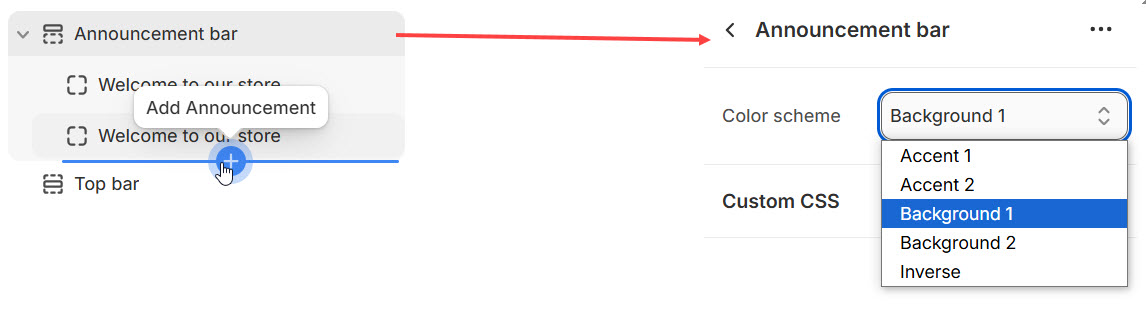 Announcement bar
Welcome to our store
Add Announcement
Welcome to our store
Top bar
Announcement bar
Color scheme
Background 1
Accent 1
Accent 2
Background 1
Background 2
Inverse
Custom CSS